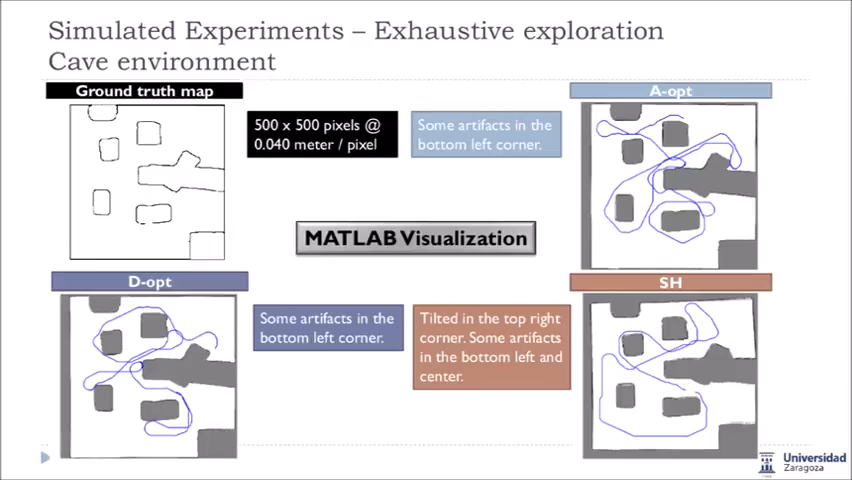 Simulated Experiments – Exhaustive exploration
Cave environment
Ground truth map
500 x 500 pixels @
0.040 meter / pixel
Some artifacts in the
bottom left corner.
A-opt
MATLAB Visualization
D-opt
Some artifacts in the
bottom left corner.
Tilted in the top right
corner. Some artifacts
in the bottom left and
center.
SH
Universidad
Zaragoza